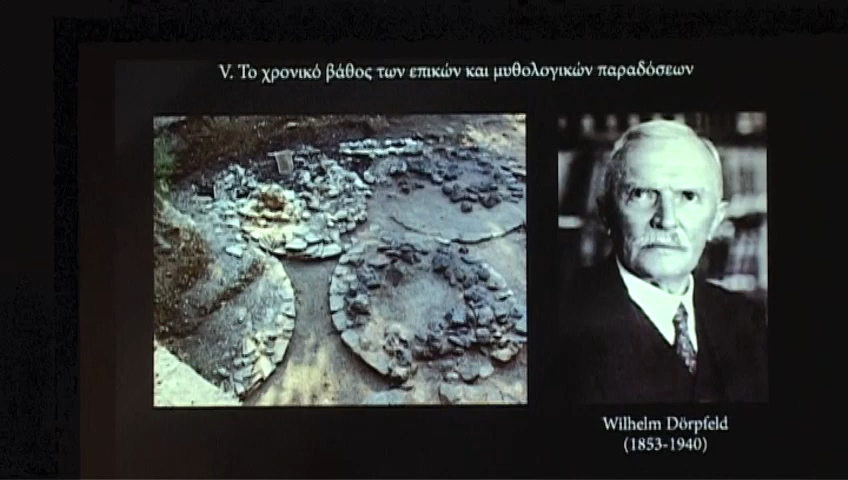 V. Το χρονικό βάθος των επικών και μυθολογικών παραδόσεων
Wilhelm Dörpfeld
(1853-1940)